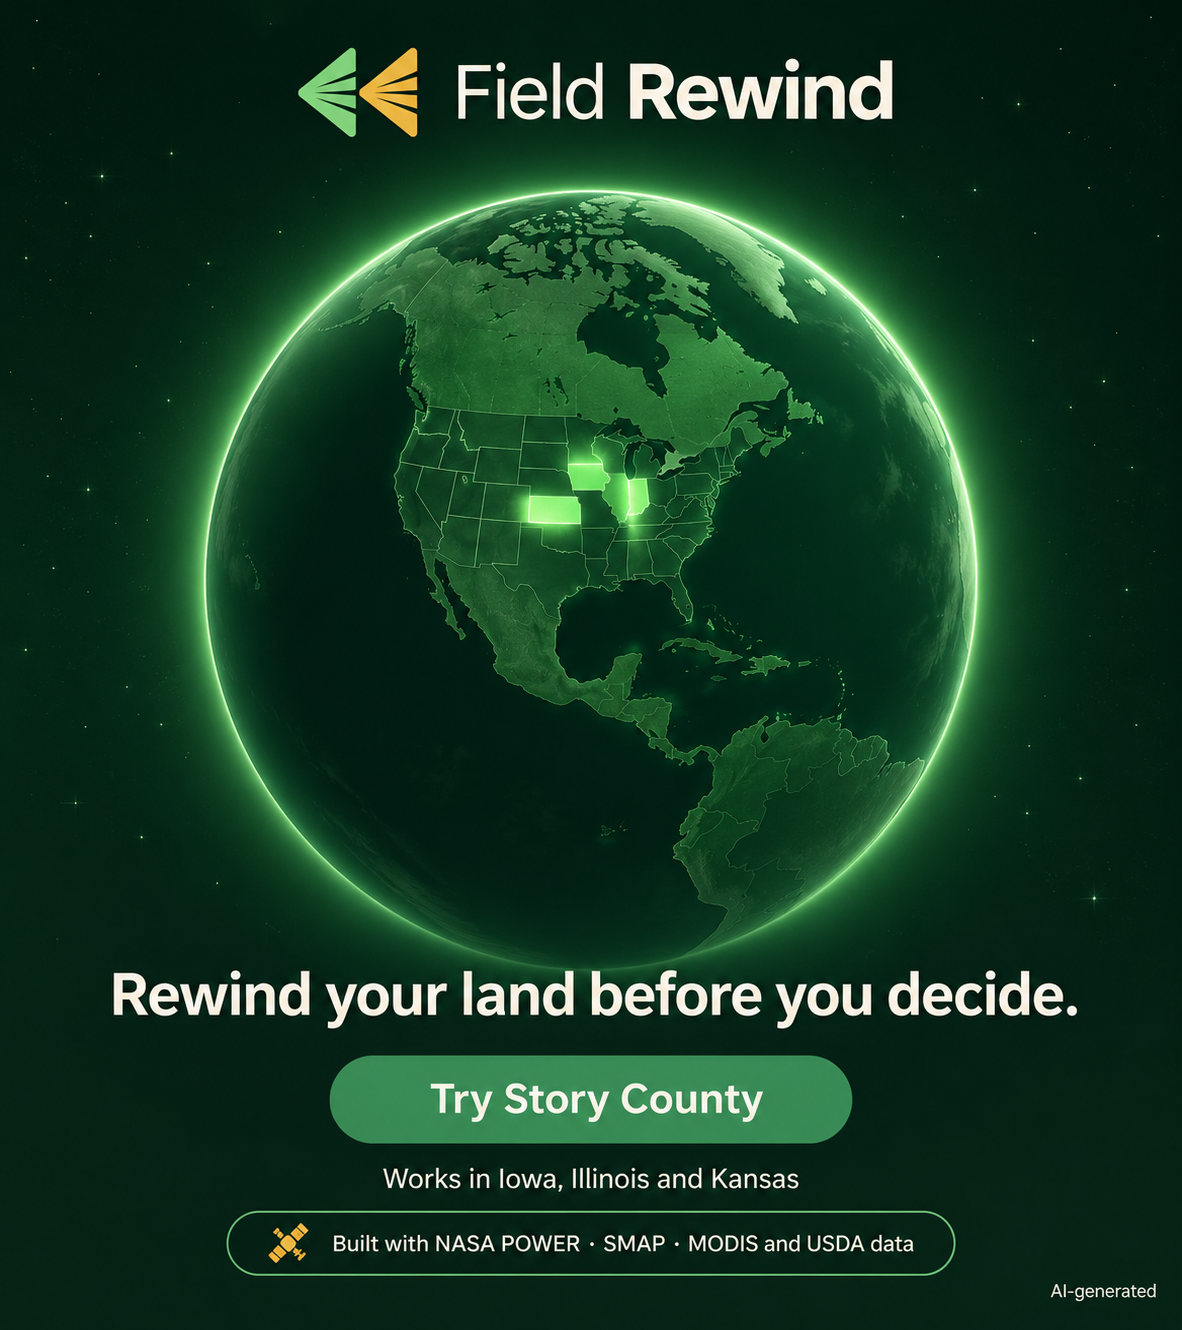 Field Rewind
Rewind your land before you decide.
Try Story County
Works in Iowa, Illinois and Kansas
Built with NASA POWER · SMAP · MODIS and USDA data
AI-generated